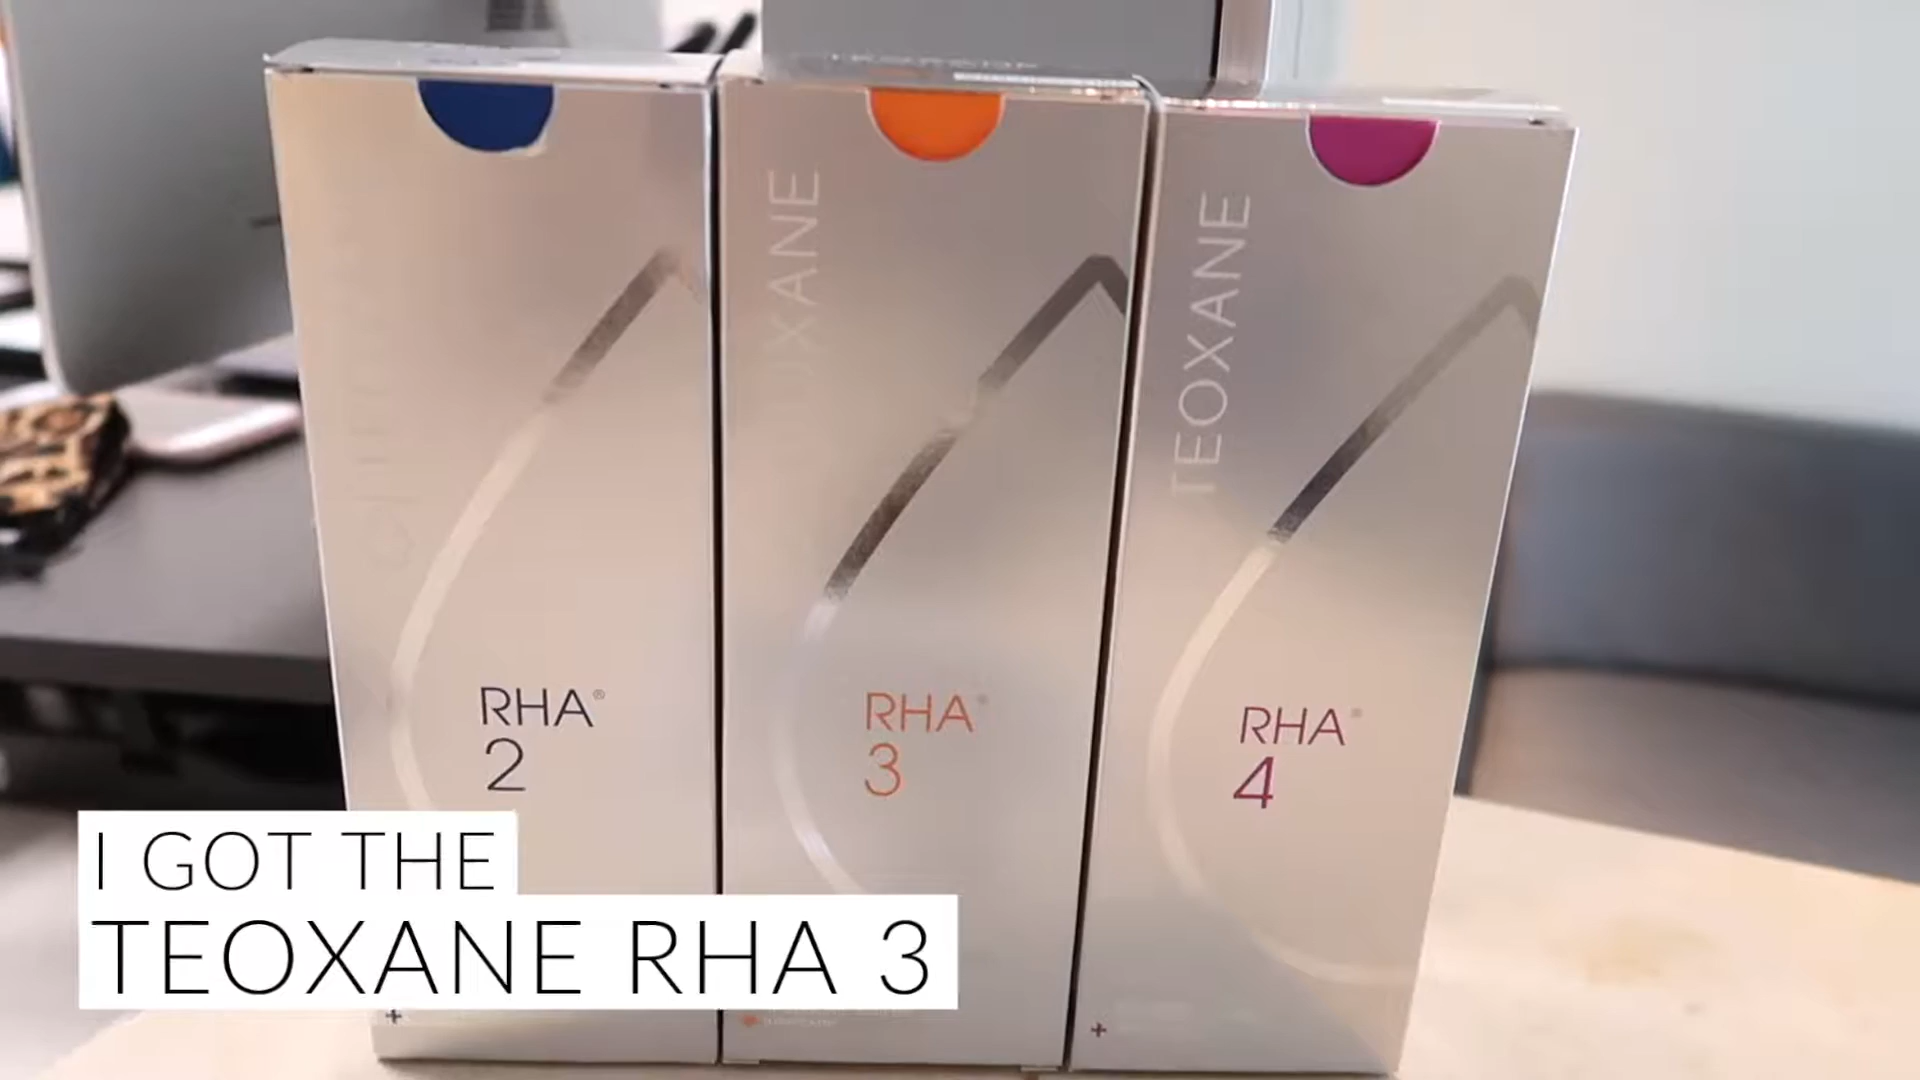 TEOXANE
TEOXANE
RHA®
2
RHA®
3
RHA®
4
I GOT THE
TEOXANE RHA 3